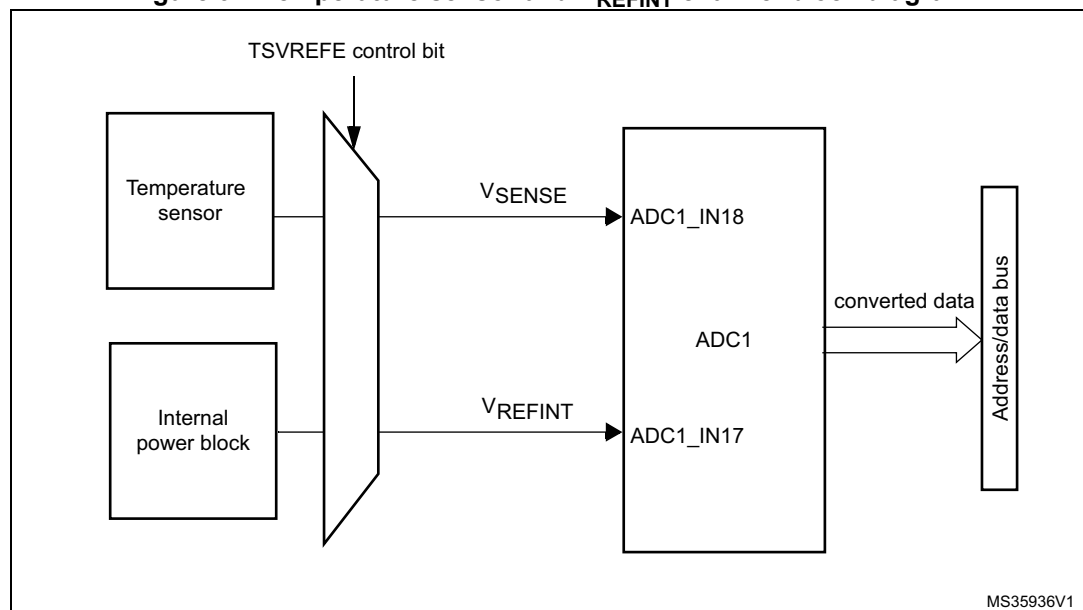 REFINT
TSVREFE control bit
Temperature
sensor
VSENSE
ADC1_IN18
converted data
Address/data bus
ADC1
Internal
power block
VREFINT
ADC1_IN17
MS35936V1